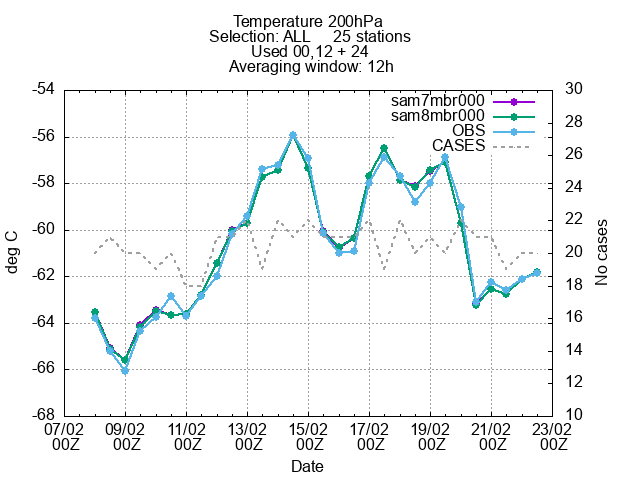 Temperature 200hPa
Selection: ALL 25 stations
Used 00,12 + 24
Averaging window: 12h
sam7mbr000
sam8mbr000
OBS
CASES
-54
-56
-58
-60
-62
-64
-66
-68
deg C
30
28
26
24
22
20
18
16
14
12
10
No cases
07/02 09/02 11/02 13/02 15/02 17/02 19/02 21/02 23/02
00Z 00Z 00Z 00Z 00Z 00Z 00Z 00Z 00Z
Date